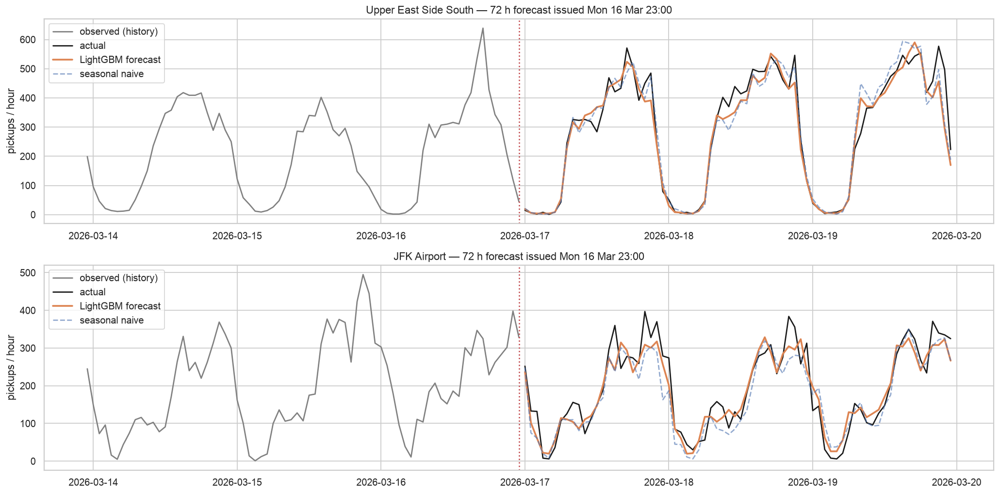 Upper East Side South — 72 h forecast issued Mon 16 Mar 23:00
observed (history)
actual
LightGBM forecast
seasonal naive
pickups / hour
600
500
400
300
200
100
0
2026-03-14
2026-03-15
2026-03-16
2026-03-17
2026-03-18
2026-03-19
2026-03-20
JFK Airport — 72 h forecast issued Mon 16 Mar 23:00
observed (history)
actual
LightGBM forecast
seasonal naive
pickups / hour
500
400
300
200
100
0
2026-03-14
2026-03-15
2026-03-16
2026-03-17
2026-03-18
2026-03-19
2026-03-20